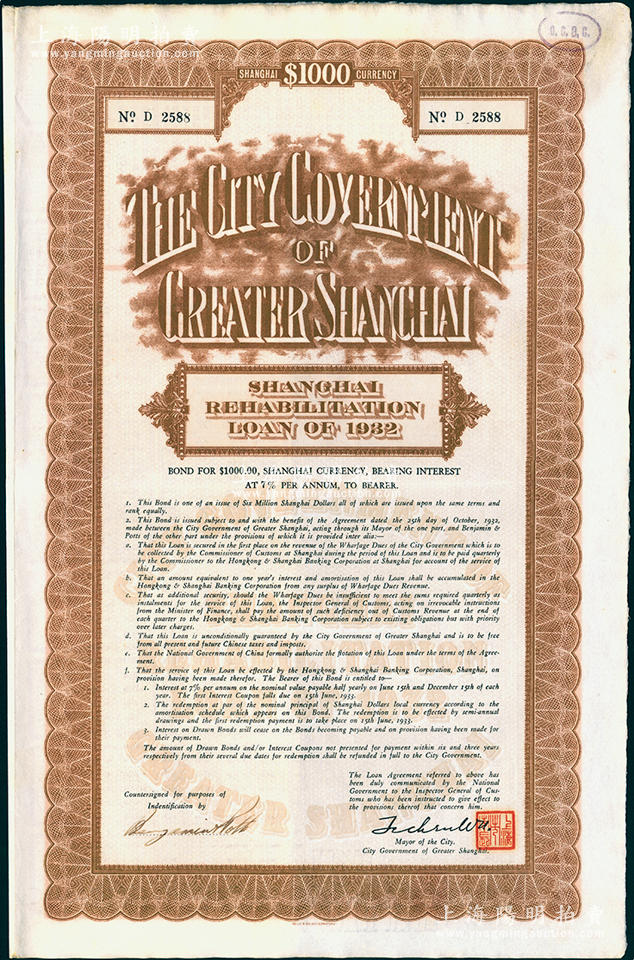 上海陽明拍賣
www.yangmingauction.com
SHANGHAI $1000 CURRENCY
Nº D 2588
Nº D 2588
THE CITY GOVERNMENT
OF
GREATER SHANGHAI
SHANGHAI
REHABILITATION
LOAN OF 1932
BOND FOR $1000.00, SHANGHAI CURRENCY, BEARING INTEREST
AT 7% PER ANNUM, TO BEARER.
1. This Bond is one of an issue of Six Million Shanghai Dollars all of which are issued upon the same terms and
rank equally.
2. This Bond is issued subject to and with the benefit of the Agreement dated the 25th day of October, 1932,
made between the City Government of Greater Shanghai, acting through its Mayor of the one part, and Benjamin &
Potts of the other part under the provisions of which it is provided inter alia:—
a. That this Loan is secured in the first place on the revenue of the Wharfage Dues of the City Government which is to
be collected by the Commissioner of Customs at Shanghai during the period of this Loan and is to be paid quarterly
by the Commissioner to the Hongkong & Shanghai Banking Corporation at Shanghai for account of the service of
this Loan.
b. That an amount equivalent to one year's interest and amortisation of this Loan shall be accumulated in the
Hongkong & Shanghai Banking Corporation from any surplus of Wharfage Dues Revenue.
c. That as additional security, should the Wharfage Dues be insufficient to meet the sums required quarterly as
instalments for the service of this Loan, the Inspector General of Customs, acting on irrevocable instructions
from the Minister of Finance, shall pay the amount of such deficiency out of Customs Revenue at the end of
each quarter to the Hongkong & Shanghai Banking Corporation subject to existing obligations but with priority
over later charges.
d. That this Loan is unconditionally guaranteed by the City Government of Greater Shanghai and is to be free
from all present and future Chinese taxes and imposts.
e. That the National Government of China formally authorise the flotation of this Loan under the terms of the Agree-
ment.
f. That the service of this Loan be effected by the Hongkong & Shanghai Banking Corporation, Shanghai, on
provision having been made therefor. The Bearer of this Bond is entitled to—
1. Interest at 7% per annum on the nominal value payable half yearly on June 15th and December 15th of each
year. The first Interest Coupon falls due on 15th June, 1933.
2. The redemption at par of the nominal principal of Shanghai Dollars local currency according to the
amortisation schedule which appears on this Bond. The redemption is to be effected by semi-annual
drawings and the first redemption payment is to take place on 15th June, 1933.
3. Interest on Drawn Bonds will cease on the Bonds becoming payable and on provision having been made for
their payment.
The amount of Drawn Bonds and/or Interest Coupons not presented for payment within six and three years
respectively from their several due dates for redemption shall be refunded in full to the City Government.
The Loan Agreement referred to above has
been duly communicated by the National
Government to the Inspector General of Cus-
toms who has been instructed to give effect to
the provisions thereof that concern him.
Countersigned for purposes of
Indentification by
Benjamin & Potts
Mayor of the City.
City Government of Greater Shanghai.
GREATER SH
上海陽明拍賣
www.yangmingauction.com